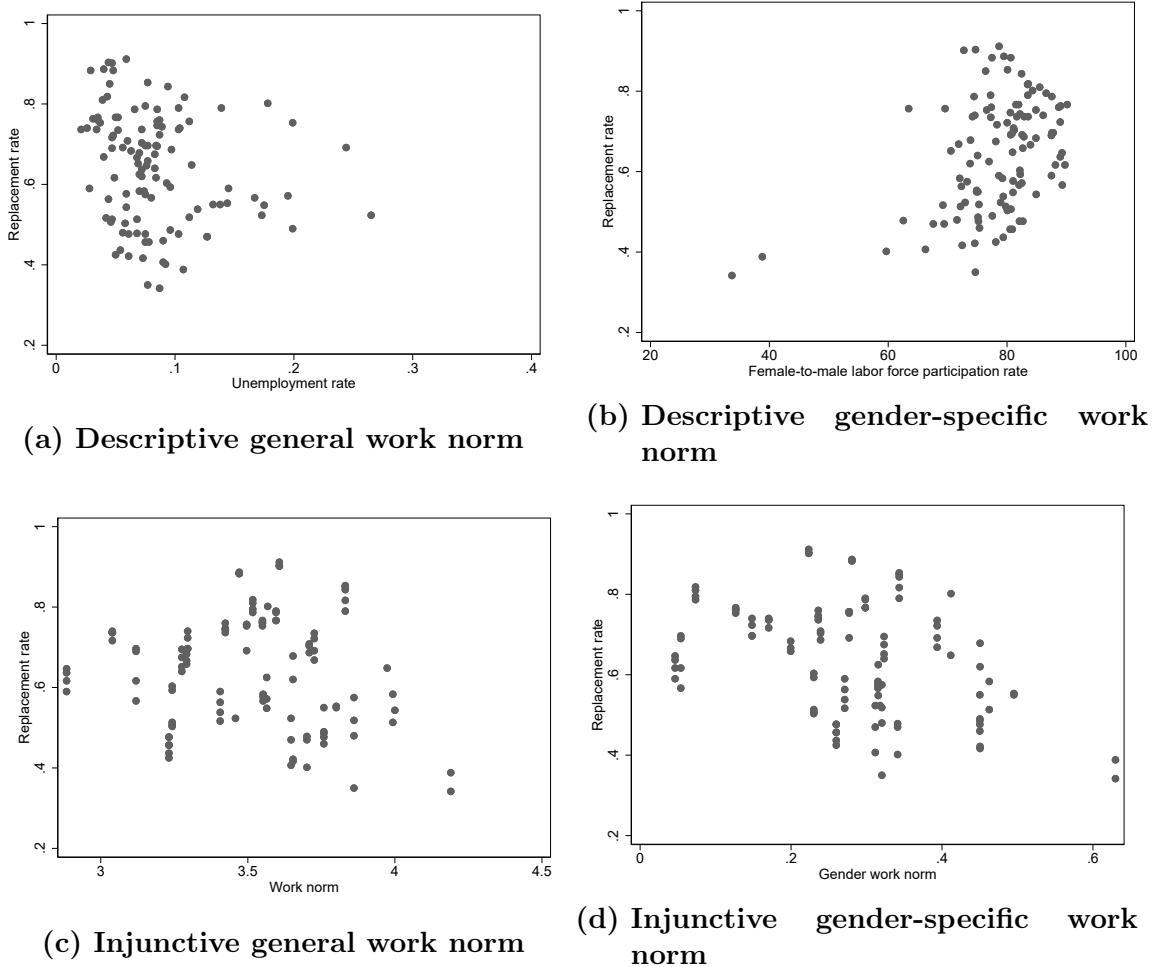 1
.8
.6
.4
.2
Replacement rate
0 .1 .2 .3 .4
Unemployment rate
(a) Descriptive general work norm
1
.8
.6
.4
.2
Replacement rate
20 40 60 80 100
Female-to-male labor force participation rate
(b) Descriptive gender-specific work
norm
1
.8
.6
.4
.2
Replacement rate
3 3.5 4 4.5
Work norm
(c) Injunctive general work norm
1
.8
.6
.4
.2
Replacement rate
0 .2 .4 .6
Gender work norm
(d) Injunctive gender-specific work
norm